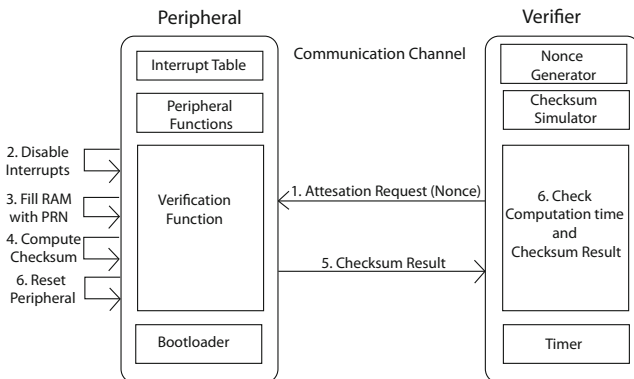 Peripheral
Verifier
Communication Channel
Interrupt Table
Peripheral
Functions
Nonce
Generator
Checksum
Simulator
2. Disable
Interrupts
3. Fill RAM
with PRN
4. Compute
Checksum
6. Reset
Peripheral
Verification
Function
1. Attesation Request (Nonce)
5. Checksum Result
6. Check
Computation time
and
Checksum Result
Bootloader
Timer